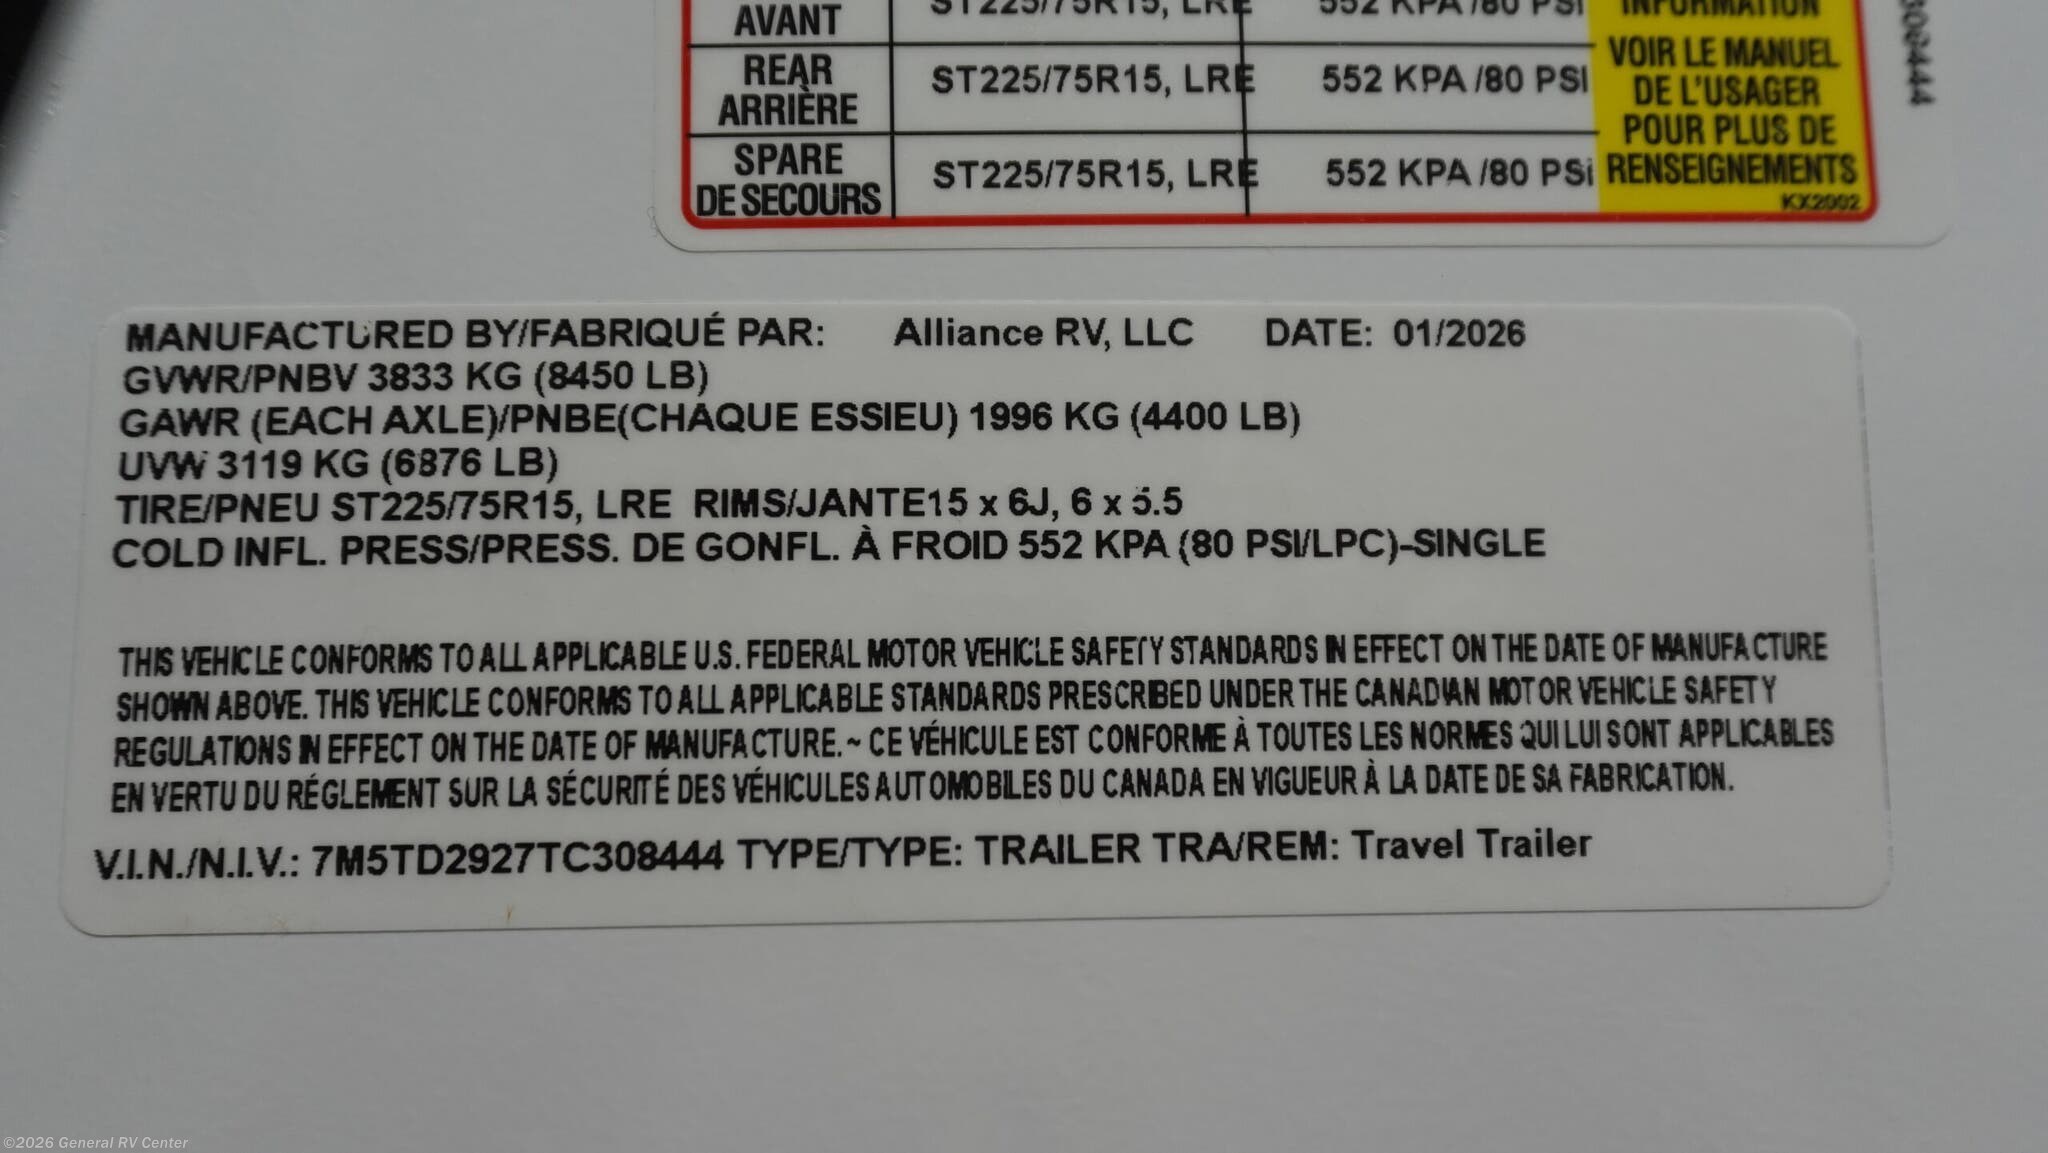 AVANT ST225/75R15, LRE 552 KPA /80 PSI INFORMATION
REAR ARRIÈRE ST225/75R15, LRE 552 KPA /80 PSI
SPARE DE SECOURS ST225/75R15, LRE 552 KPA /80 PSi
VOIR LE MANUEL
DE L'USAGER
POUR PLUS DE
RENSEIGNEMENTS
KX2002
MANUFACTURED BY/FABRIQUÉ PAR: Alliance RV, LLC DATE: 01/2026
GVWR/PNBV 3833 KG (8450 LB)
GAWR (EACH AXLE)/PNBE(CHAQUE ESSIEU) 1996 KG (4400 LB)
UVW 3119 KG (6876 LB)
TIRE/PNEU ST225/75R15, LRE RIMS/JANTE15 x 6J, 6 x 5.5
COLD INFL. PRESS/PRESS. DE GONFL. À FROID 552 KPA (80 PSI/LPC)-SINGLE
THIS VEHICLE CONFORMS TO ALL APPLICABLE U.S. FEDERAL MOTOR VEHICLE SAFETY STANDARDS IN EFFECT ON THE DATE OF MANUFACTURE
SHOWN ABOVE. THIS VEHICLE CONFORMS TO ALL APPLICABLE STANDARDS PRESCRIBED UNDER THE CANADIAN MOTOR VEHICLE SAFETY
REGULATIONS IN EFFECT ON THE DATE OF MANUFACTURE.~ CE VÉHICULE EST CONFORME À TOUTES LES NORMES QUI LUI SONT APPLICABLES
EN VERTU DU RÉGLEMENT SUR LA SÉCURITÉ DES VÉHICULES AUTOMOBILES DU CANADA EN VIGUEUR À LA DATE DE SA FABRICATION.
V.I.N./N.I.V.: 7M5TD2927TC308444 TYPE/TYPE: TRAILER TRA/REM: Travel Trailer
©2026 General RV Center